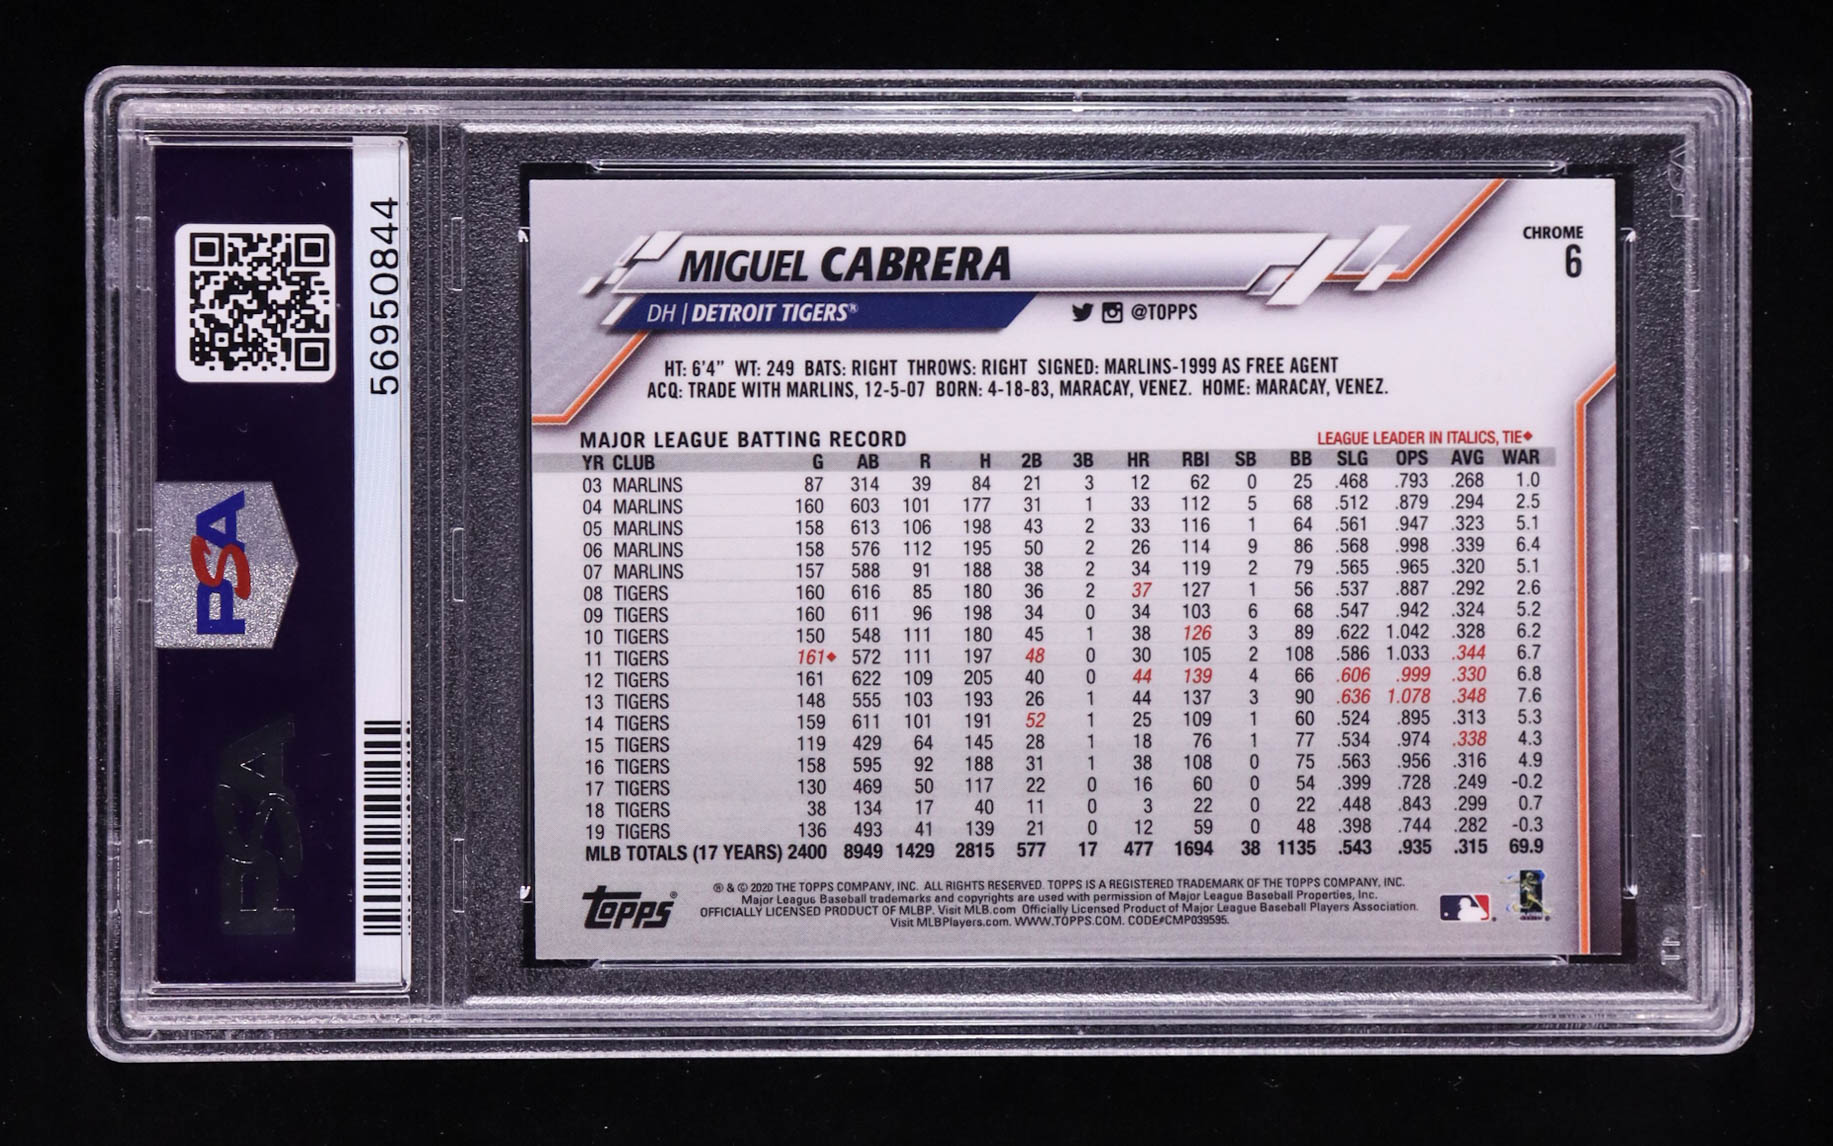 56950844
PSA
PSA
CHROME
6
MIGUEL CABRERA
DH | DETROIT TIGERS®
@TOPPS
HT: 6'4" WT: 249 BATS: RIGHT THROWS: RIGHT SIGNED: MARLINS-1999 AS FREE AGENT
ACQ: TRADE WITH MARLINS, 12-5-07 BORN: 4-18-83, MARACAY, VENEZ. HOME: MARACAY, VENEZ.
MAJOR LEAGUE BATTING RECORD
LEAGUE LEADER IN ITALICS, TIE◆
YR CLUB G AB R H 2B 3B HR RBI SB BB SLG OPS AVG WAR
03 MARLINS 87 314 39 84 21 3 12 62 0 25 .468 .793 .268 1.0
04 MARLINS 160 603 101 177 31 1 33 112 5 68 .512 .879 .294 2.5
05 MARLINS 158 613 106 198 43 2 33 116 1 64 .561 .947 .323 5.1
06 MARLINS 158 576 112 195 50 2 26 114 9 86 .568 .998 .339 6.4
07 MARLINS 157 588 91 188 38 2 34 119 2 79 .565 .965 .320 5.1
08 TIGERS 160 616 85 180 36 2 37 127 1 56 .537 .887 .292 2.6
09 TIGERS 160 611 96 198 34 0 34 103 6 68 .547 .942 .324 5.2
10 TIGERS 150 548 111 180 45 1 38 126 3 89 .622 1.042 .328 6.2
11 TIGERS 161◆ 572 111 197 48 0 30 105 2 108 .586 1.033 .344 6.7
12 TIGERS 161 622 109 205 40 0 44 139 4 66 .606 .999 .330 6.8
13 TIGERS 148 555 103 193 26 1 44 137 3 90 .636 1.078 .348 7.6
14 TIGERS 159 611 101 191 52 1 25 109 1 60 .524 .895 .313 5.3
15 TIGERS 119 429 64 145 28 1 18 76 1 77 .534 .974 .338 4.3
16 TIGERS 158 595 92 188 31 1 38 108 0 75 .563 .956 .316 4.9
17 TIGERS 130 469 50 117 22 0 16 60 0 54 .399 .728 .249 -0.2
18 TIGERS 38 134 17 40 11 0 3 22 0 22 .448 .843 .299 0.7
19 TIGERS 136 493 41 139 21 0 12 59 0 48 .398 .744 .282 -0.3
MLB TOTALS (17 YEARS) 2400 8949 1429 2815 577 17 477 1694 38 1135 .543 .935 .315 69.9
topps®
® & © 2020 THE TOPPS COMPANY, INC. ALL RIGHTS RESERVED. TOPPS IS A REGISTERED TRADEMARK OF THE TOPPS COMPANY, INC.
Major League Baseball trademarks and copyrights are used with permission of Major League Baseball Properties, Inc.
OFFICIALLY LICENSED PRODUCT OF MLBP. Visit MLB.com Officially Licensed Product of Major League Baseball Players Association.
Visit MLBPlayers.com. WWW.TOPPS.COM. CODE#CMP039595.